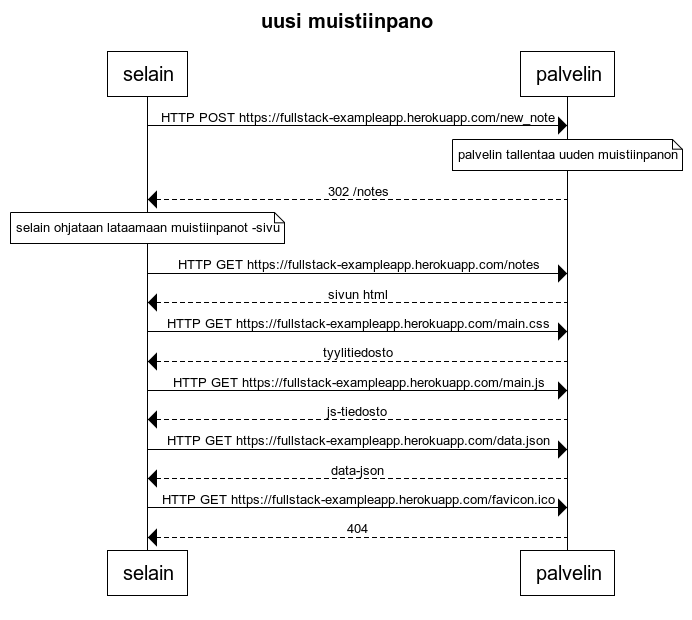 uusi muistiinpano
selain
palvelin
HTTP POST https://fullstack-exampleapp.herokuapp.com/new_note
palvelin tallentaa uuden muistiinpanon
302 /notes
selain ohjataan lataamaan muistiinpanot -sivu
HTTP GET https://fullstack-exampleapp.herokuapp.com/notes
sivun html
HTTP GET https://fullstack-exampleapp.herokuapp.com/main.css
tyylitiedosto
HTTP GET https://fullstack-exampleapp.herokuapp.com/main.js
js-tiedosto
HTTP GET https://fullstack-exampleapp.herokuapp.com/data.json
data-json
HTTP GET https://fullstack-exampleapp.herokuapp.com/favicon.ico
404
selain
palvelin